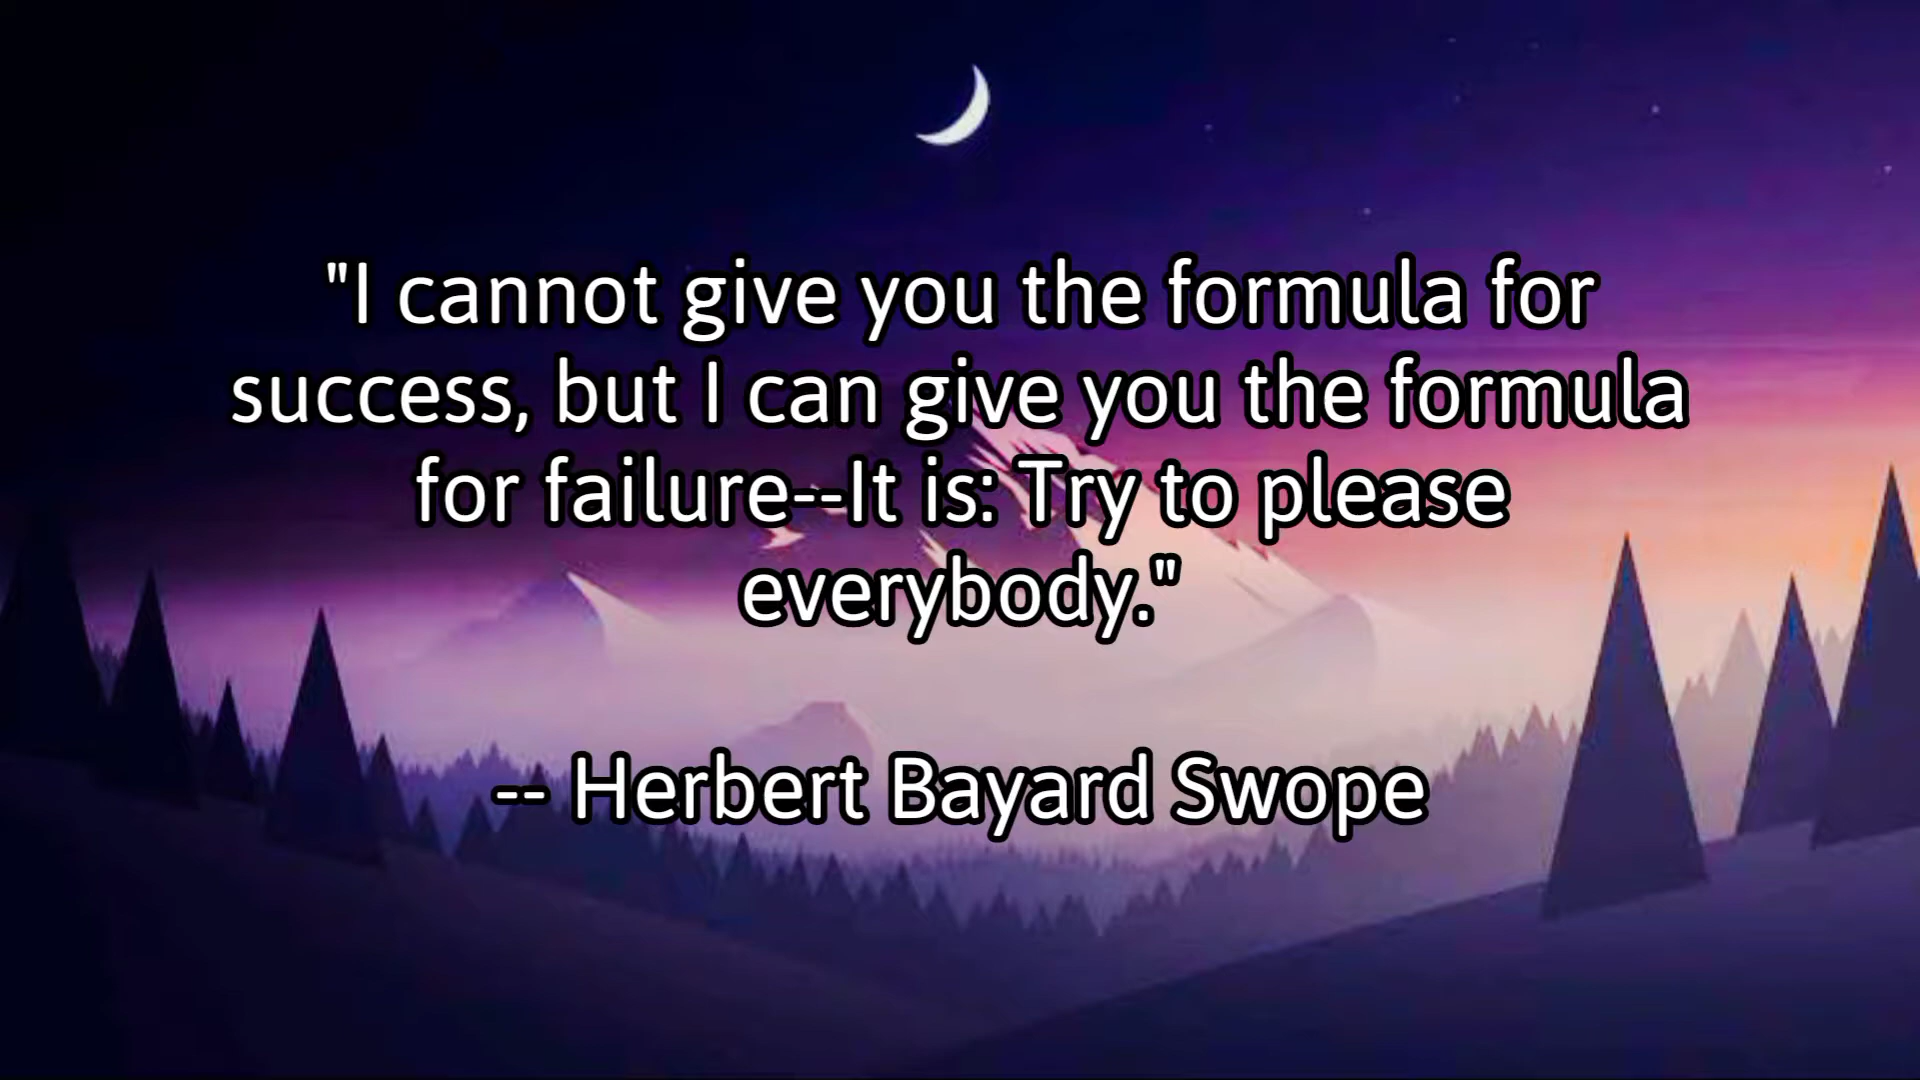 "I cannot give you the formula for
success, but I can give you the formula
for failure--It is: Try to please
everybody."
-- Herbert Bayard Swope